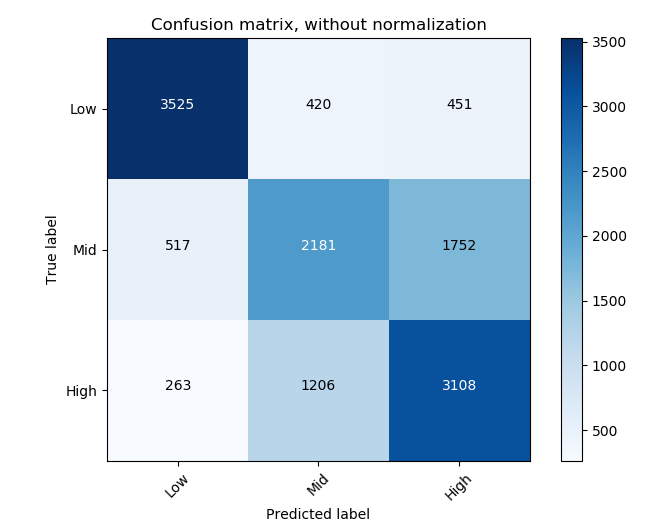 Confusion matrix, without normalization
True label
Low
Mid
High
3525 420 451
517 2181 1752
263 1206 3108
Low Mid High
Predicted label
3500
3000
2500
2000
1500
1000
500